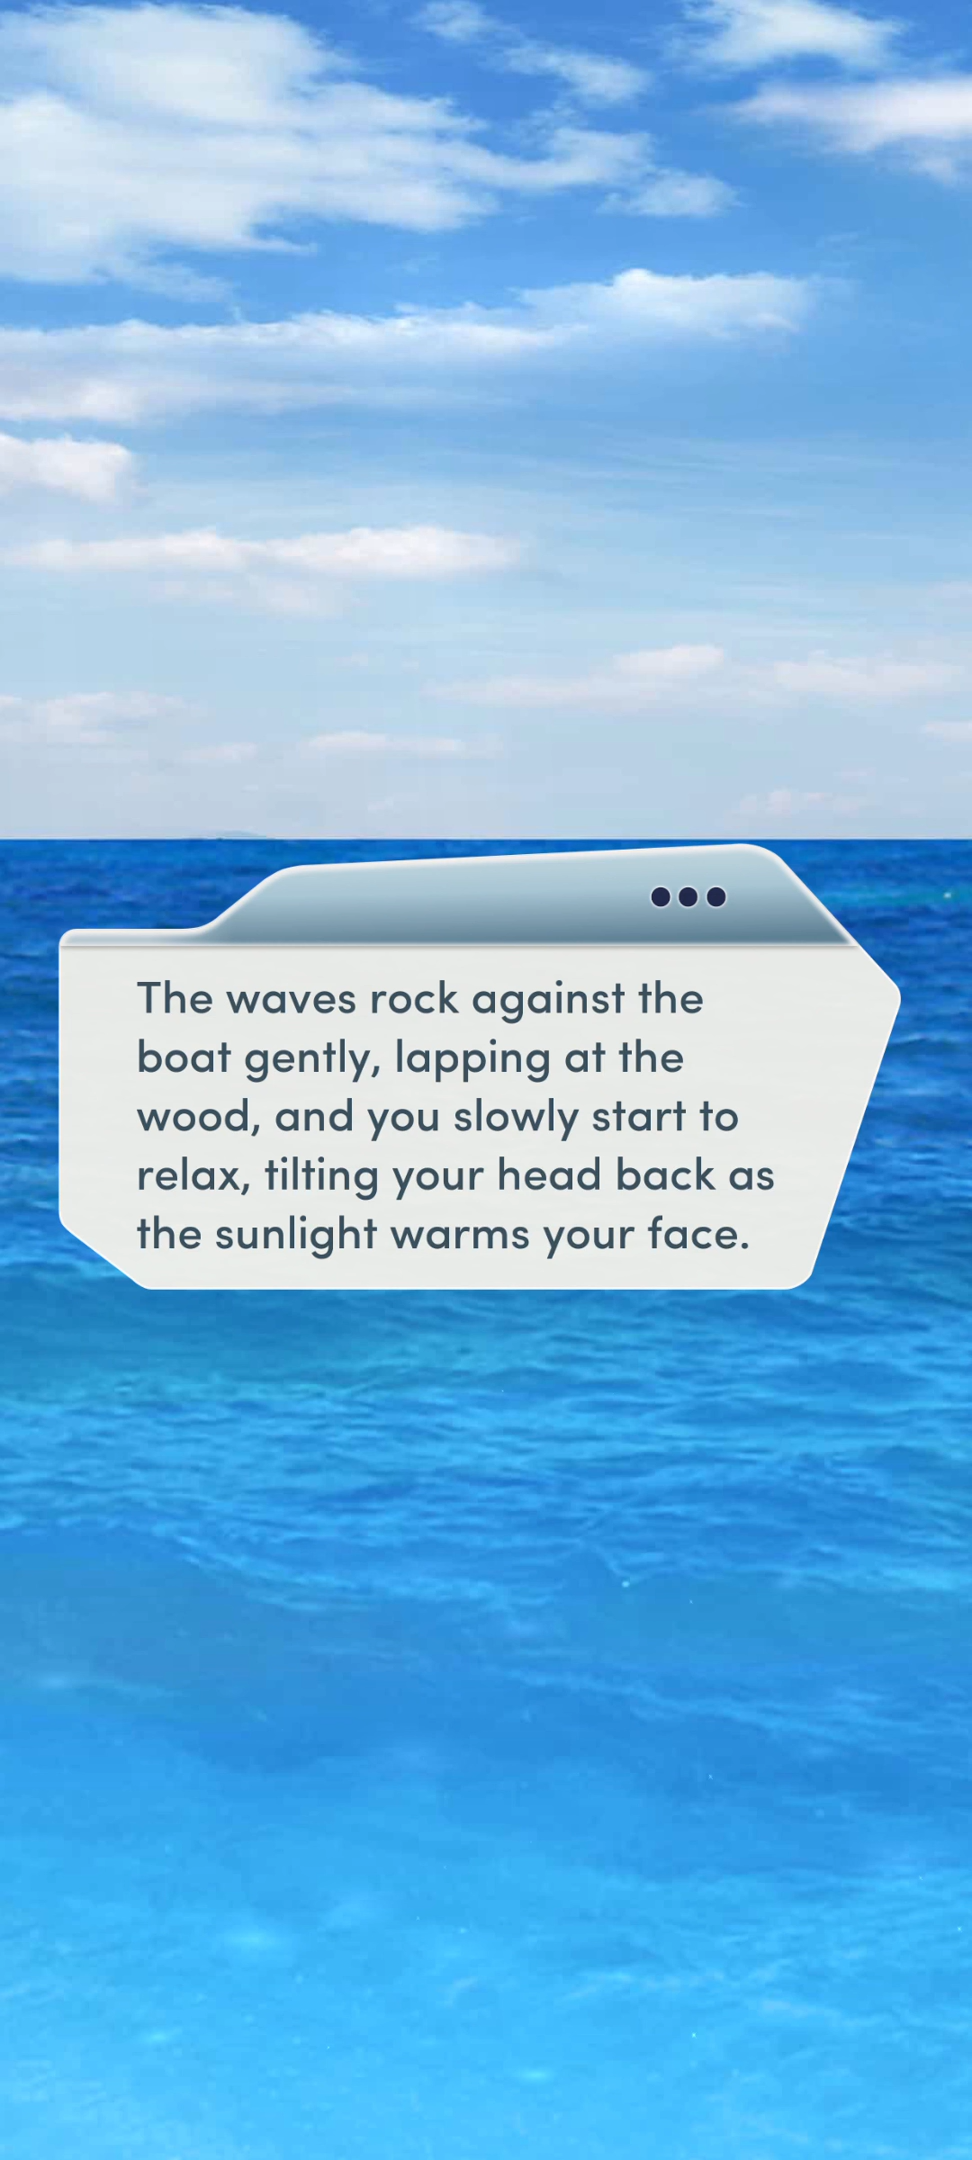 The waves rock against the
boat gently, lapping at the
wood, and you slowly start to
relax, tilting your head back as
the sunlight warms your face.